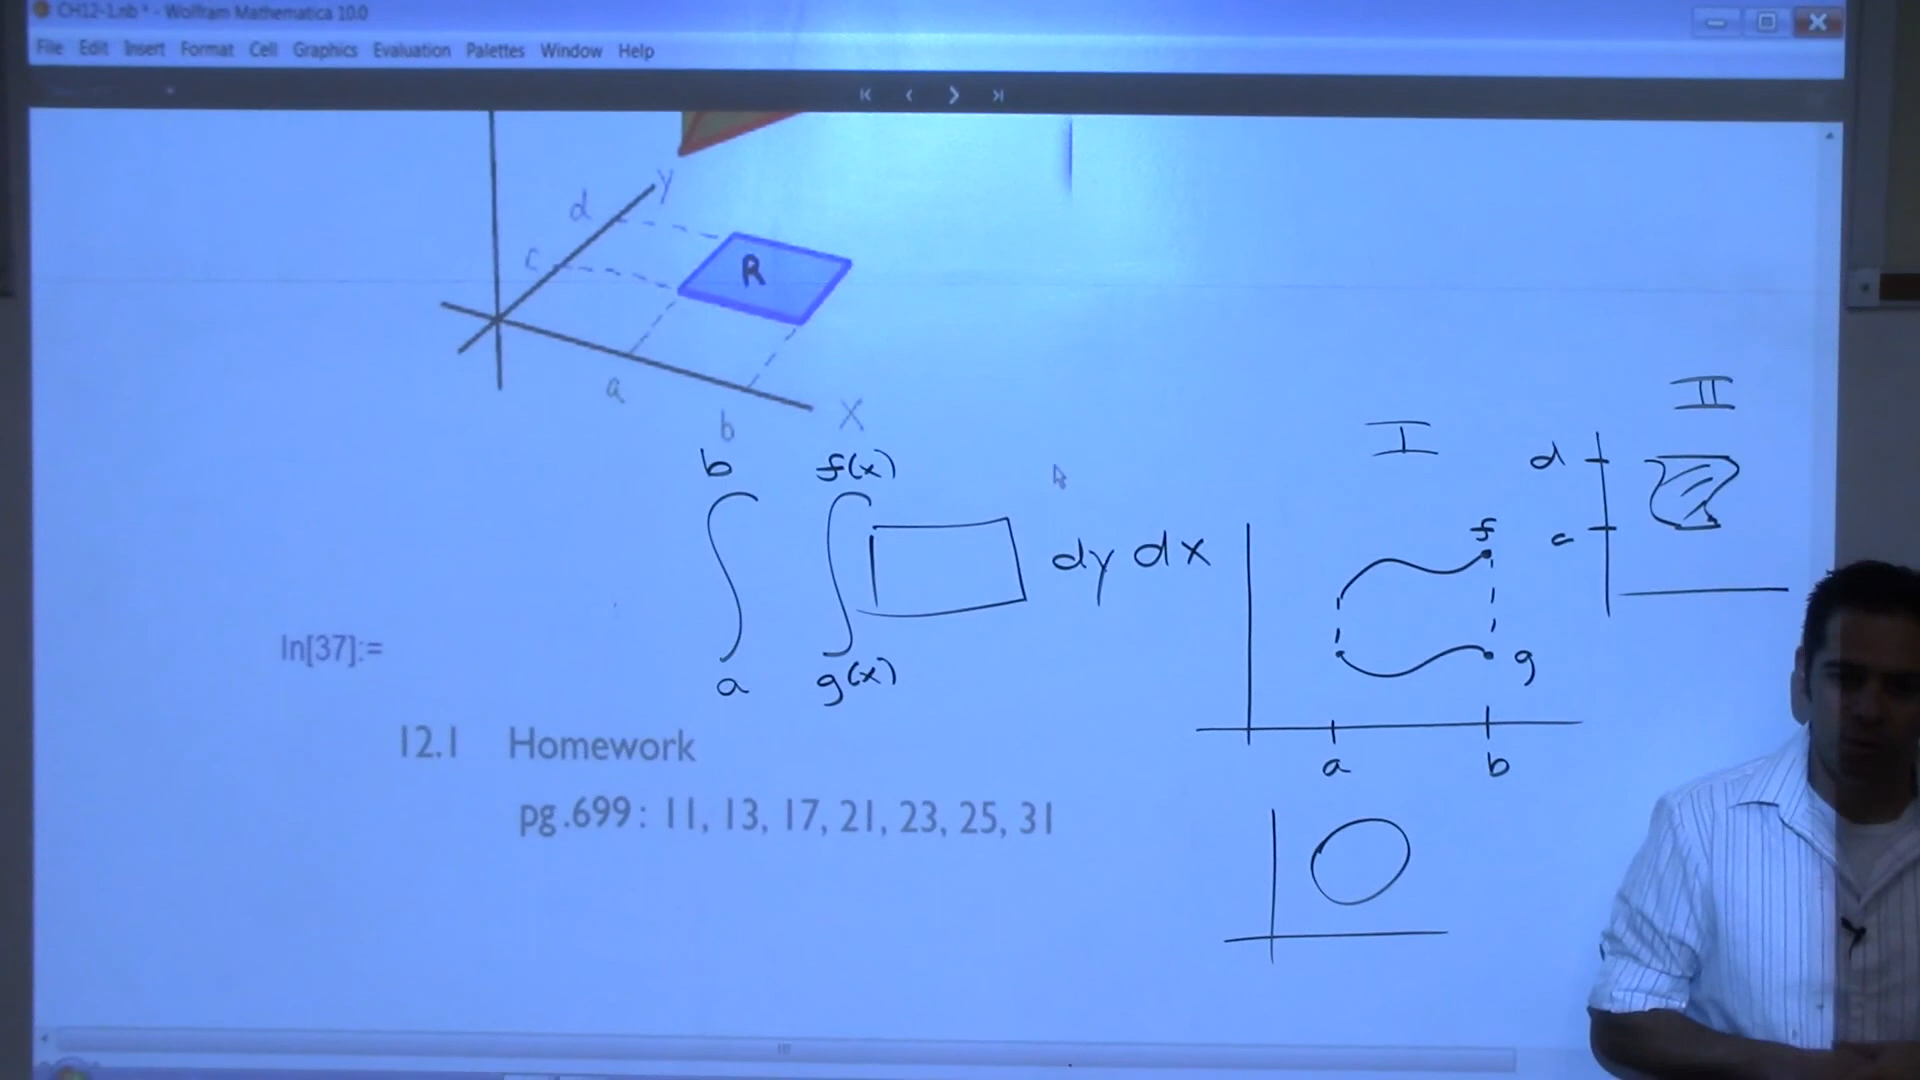 CH12-1.nb * - Wolfram Mathematica 10.0
File Edit Insert Format Cell Graphics Evaluation Palettes Window Help
y
d
R
c
a
b
X
II
I
d
c
b f(x)
∫ ∫ dy dx
a g(x)
f
g
a b
In[37]:=
12.1 Homework
pg.699: 11, 13, 17, 21, 23, 25, 31